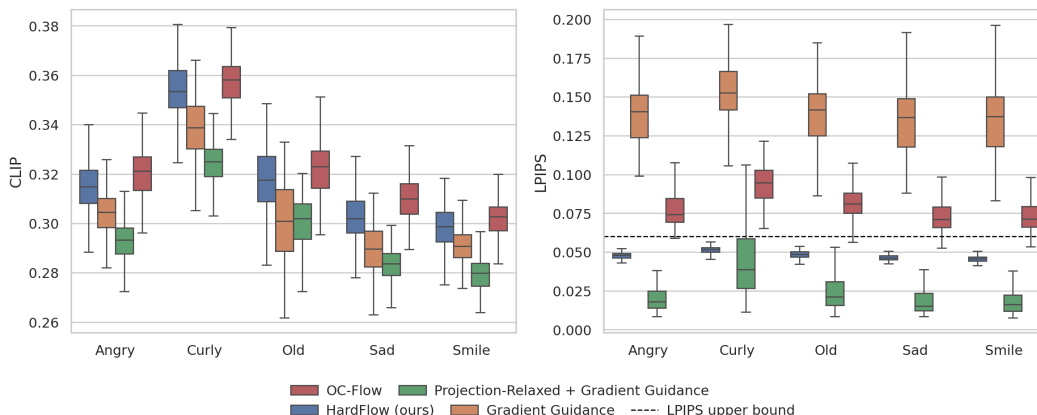 CLIP
0.38
0.36
0.34
0.32
0.30
0.28
0.26
Angry Curly Old Sad Smile
LPIPS
0.200
0.175
0.150
0.125
0.100
0.075
0.050
0.025
0.000
Angry Curly Old Sad Smile
OC-Flow Projection-Relaxed + Gradient Guidance
HardFlow (ours) Gradient Guidance LPIPS upper bound